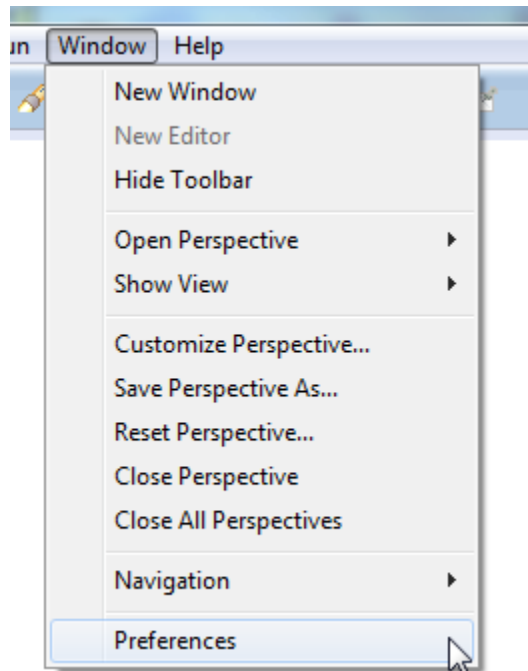 un Window Help
New Window
New Editor
Hide Toolbar
Open Perspective
Show View
Customize Perspective...
Save Perspective As...
Reset Perspective...
Close Perspective
Close All Perspectives
Navigation
Preferences